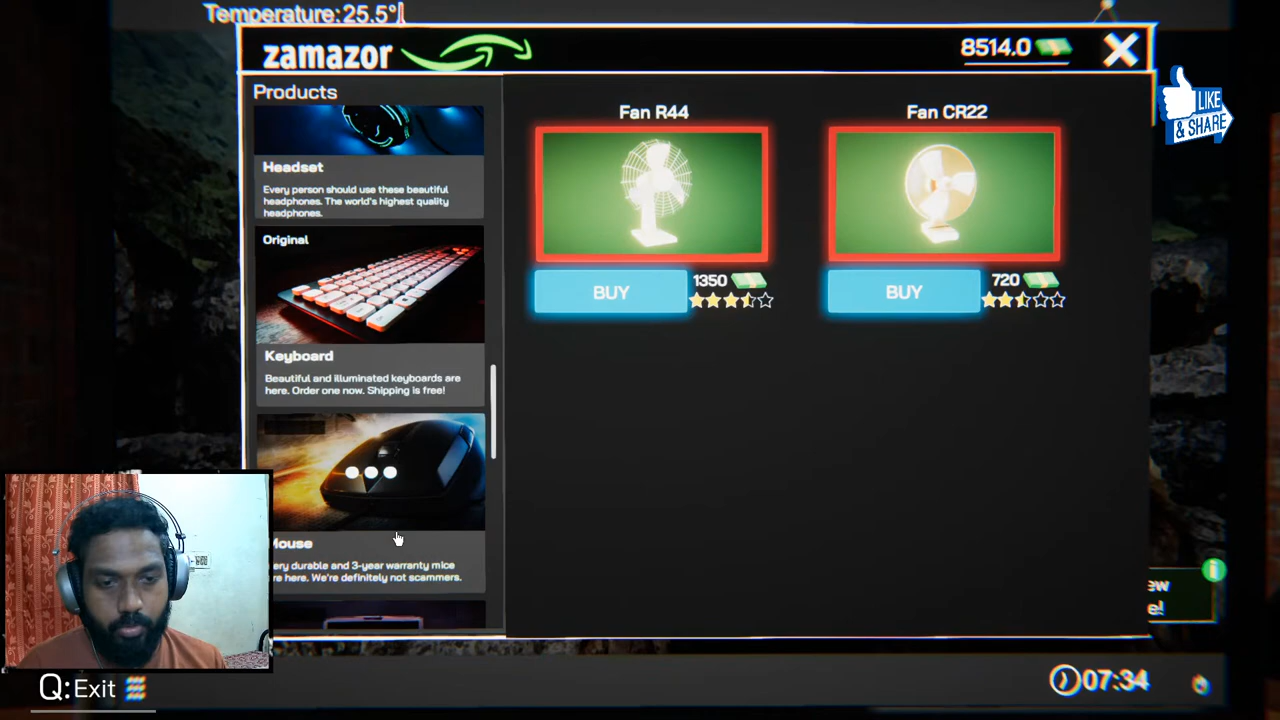 Temperature: 25.5°
zamazor
8514.0
Products
Headset
Every person should use these beautiful
headphones. The world's highest quality
headphones.
Original
Keyboard
Beautiful and illuminated keyboards are
here. Order one now. Shipping is free!
Mouse
ery durable and 3-year warranty mice
re here. We're definitely not scammers.
Fan R44
BUY
1350
Fan CR22
BUY
720
LIKE
& SHARE
ew
e!
i
Q: Exit
07:34